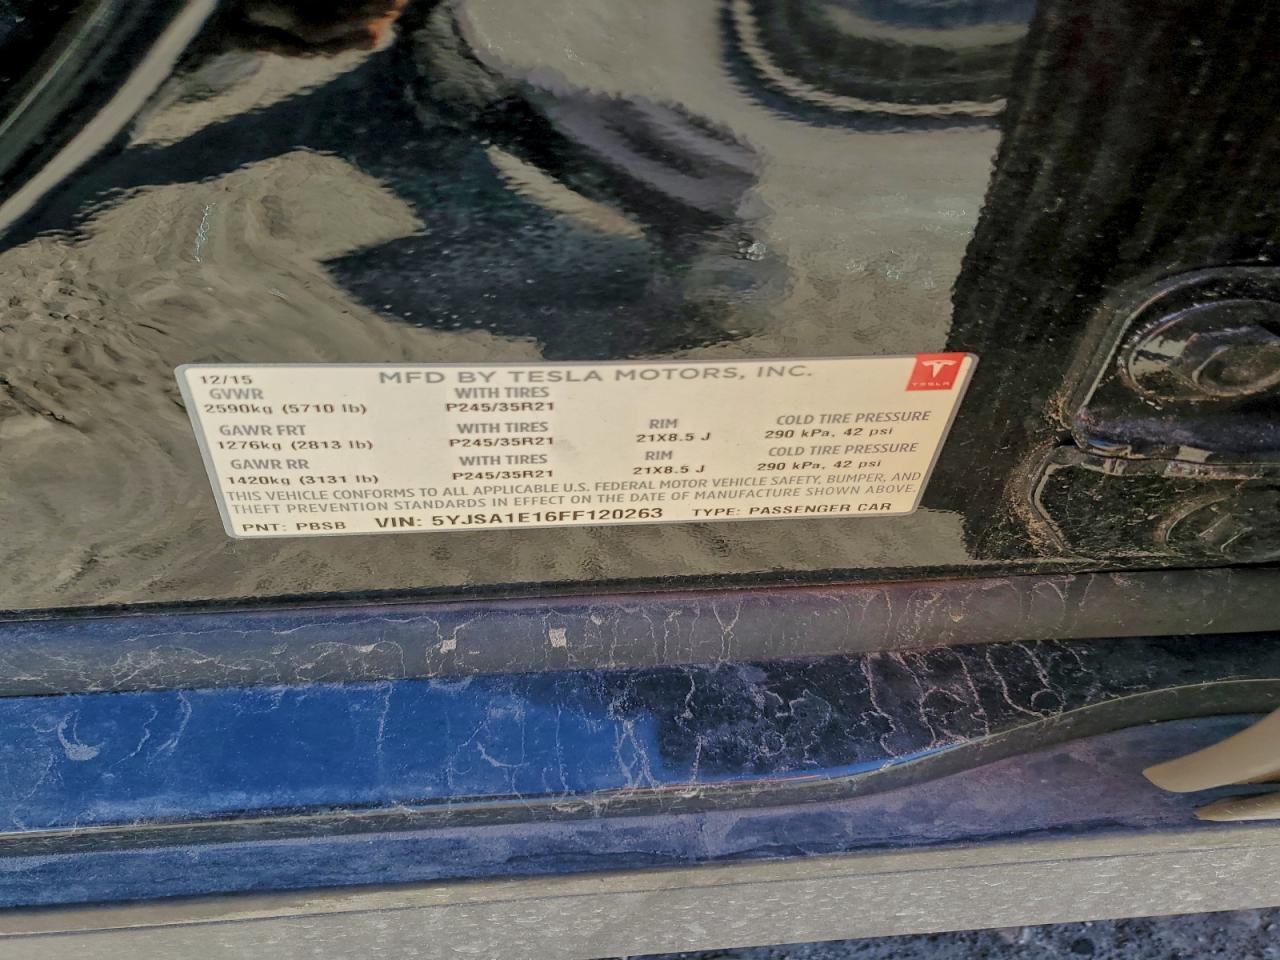 12/15 MFD BY TESLA MOTORS, INC. TESLA
GVWR WITH TIRES
2590kg (5710 lb) P245/35R21
GAWR FRT WITH TIRES RIM COLD TIRE PRESSURE
1276kg (2813 lb) P245/35R21 21X8.5 J 290 kPa, 42 psi
GAWR RR WITH TIRES RIM COLD TIRE PRESSURE
1420kg (3131 lb) P245/35R21 21X8.5 J 290 kPa, 42 psi
THIS VEHICLE CONFORMS TO ALL APPLICABLE U.S. FEDERAL MOTOR VEHICLE SAFETY, BUMPER, AND
THEFT PREVENTION STANDARDS IN EFFECT ON THE DATE OF MANUFACTURE SHOWN ABOVE.
PNT: PBSB VIN: 5YJSA1E16FF120263 TYPE: PASSENGER CAR